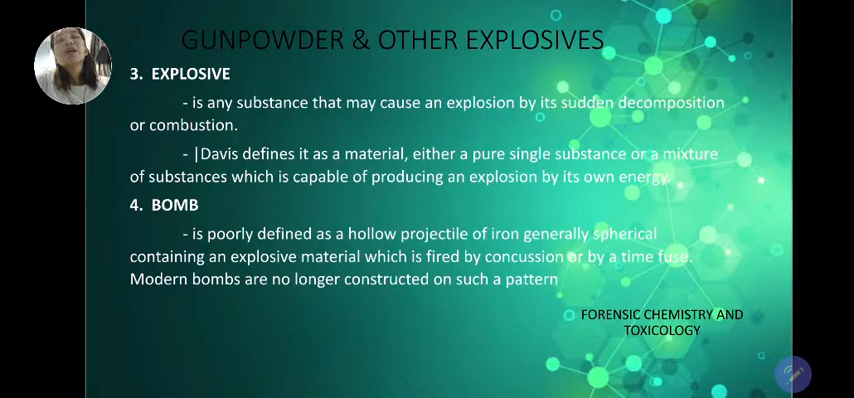 GUNPOWDER & OTHER EXPLOSIVES
3. EXPLOSIVE
- is any substance that may cause an explosion by its sudden decomposition
or combustion.
- |Davis defines it as a material, either a pure single substance or a mixture
of substances which is capable of producing an explosion by its own energy.
4. BOMB
- is poorly defined as a hollow projectile of iron generally spherical
containing an explosive material which is fired by concussion or by a time fuse.
Modern bombs are no longer constructed on such a pattern
FORENSIC CHEMISTRY AND
TOXICOLOGY